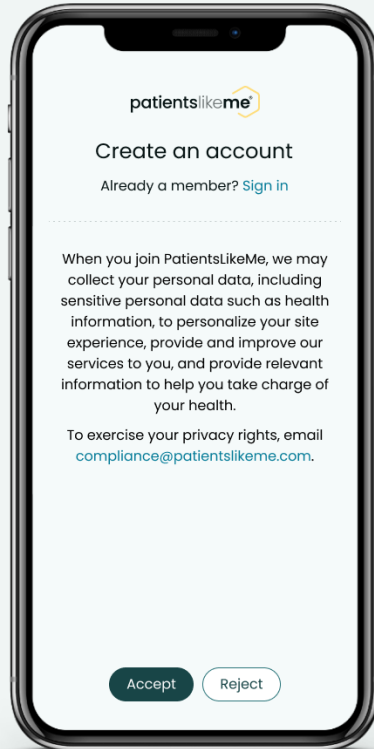 patientslikeme®
Create an account
Already a member? Sign in
When you join PatientsLikeMe, we may
collect your personal data, including
sensitive personal data such as health
information, to personalize your site
experience, provide and improve our
services to you, and provide relevant
information to help you take charge of
your health.
To exercise your privacy rights, email
compliance@patientslikeme.com.
Accept Reject